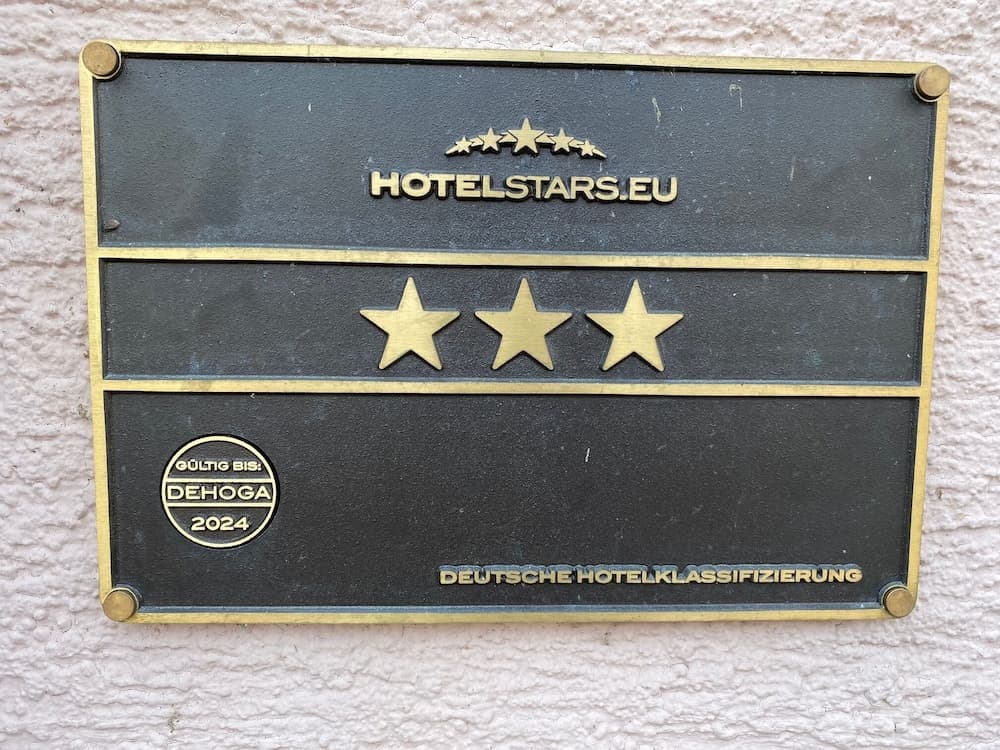 HOTELSTARS.EU
GÜLTIG BIS:
DEHOGA
2024
DEUTSCHE HOTELKLASSIFIZIERUNG